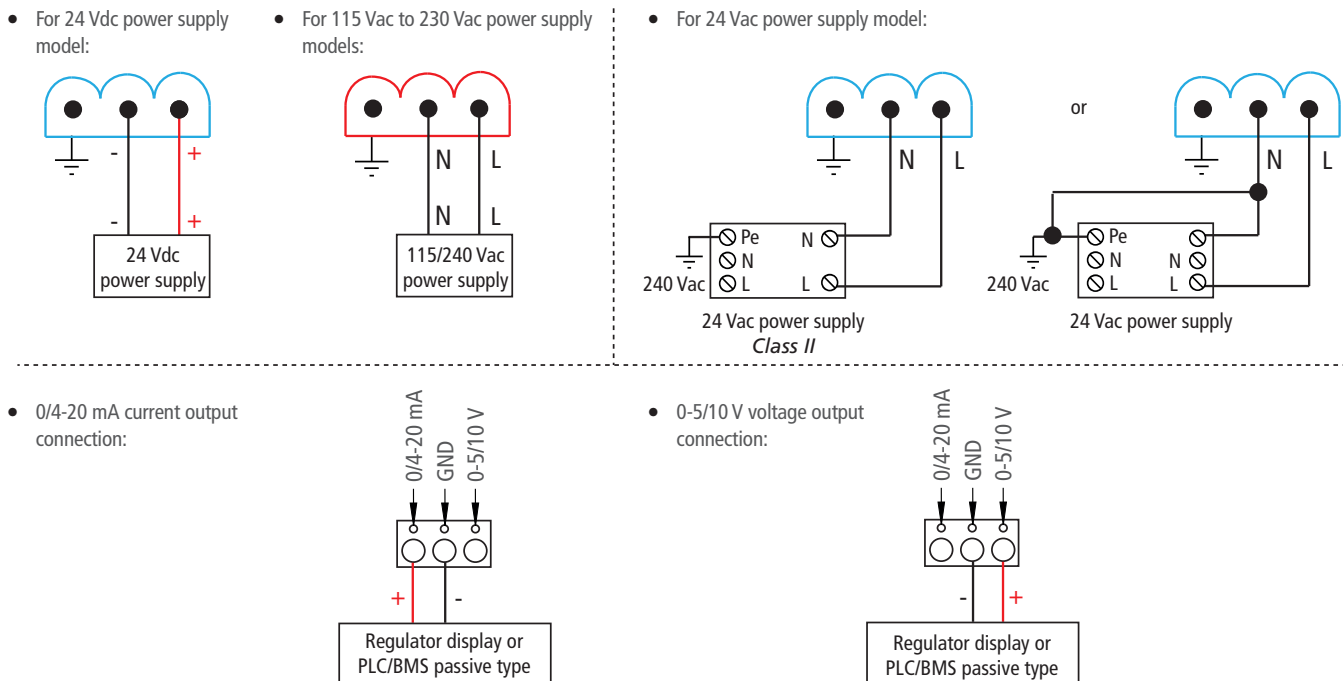 • For 24 Vdc power supply
model:
- +
- +
24 Vdc
power supply
• For 115 Vac to 230 Vac power supply
models:
N L
N L
115/240 Vac
power supply
• For 24 Vac power supply model:
N L
Pe N
N
240 Vac L L
24 Vac power supply
Class II
or
N L
Pe
N N
240 Vac L L
24 Vac power supply
• 0/4-20 mA current output
connection:
0/4-20 mA
GND
0-5/10 V
+ -
Regulator display or
PLC/BMS passive type
• 0-5/10 V voltage output
connection:
0/4-20 mA
GND
0-5/10 V
- +
Regulator display or
PLC/BMS passive type